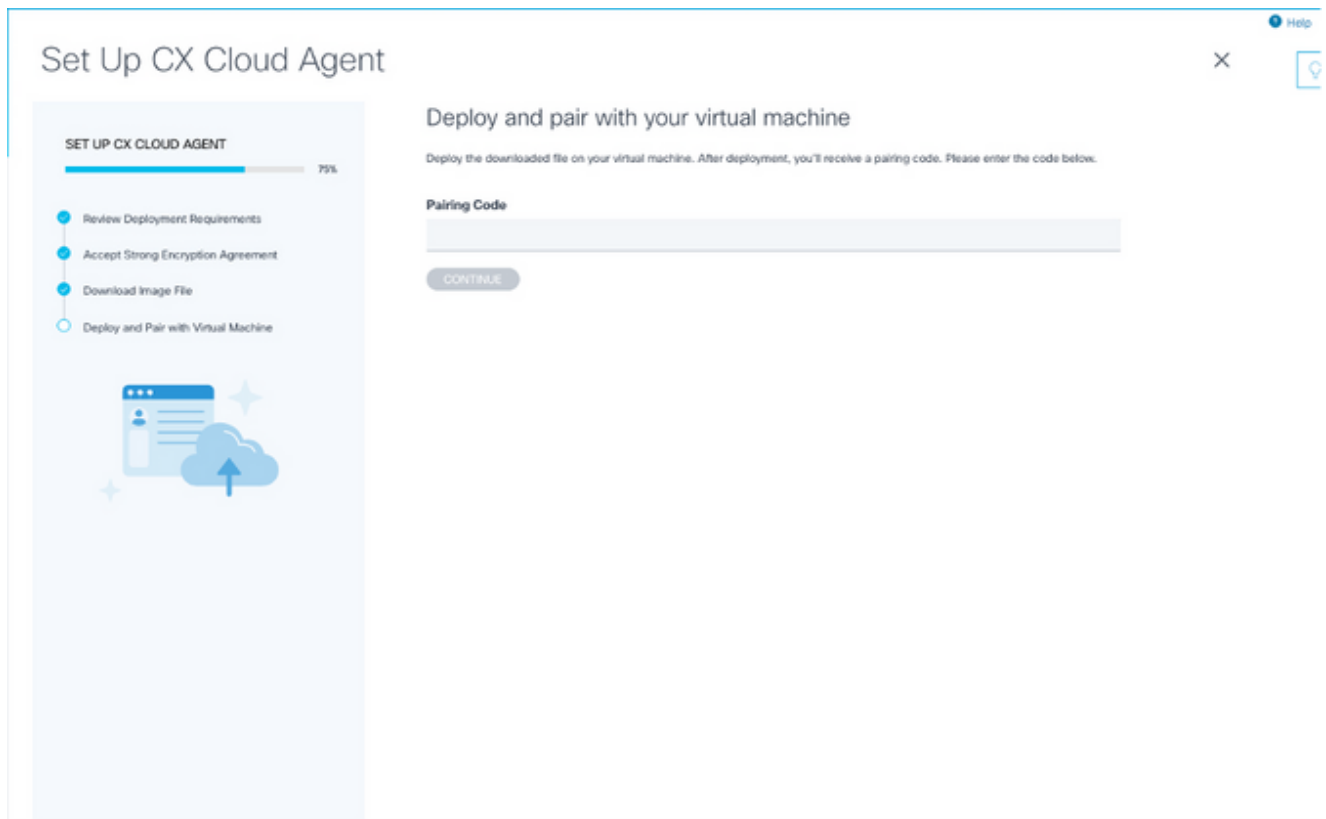 Help
Set Up CX Cloud Agent
SET UP CX CLOUD AGENT
75%
Review Deployment Requirements
Accept Strong Encryption Agreement
Download Image File
Deploy and Pair with Virtual Machine
Deploy and pair with your virtual machine
Deploy the downloaded file on your virtual machine. After deployment, you'll receive a pairing code. Please enter the code below.
Pairing Code
CONTINUE